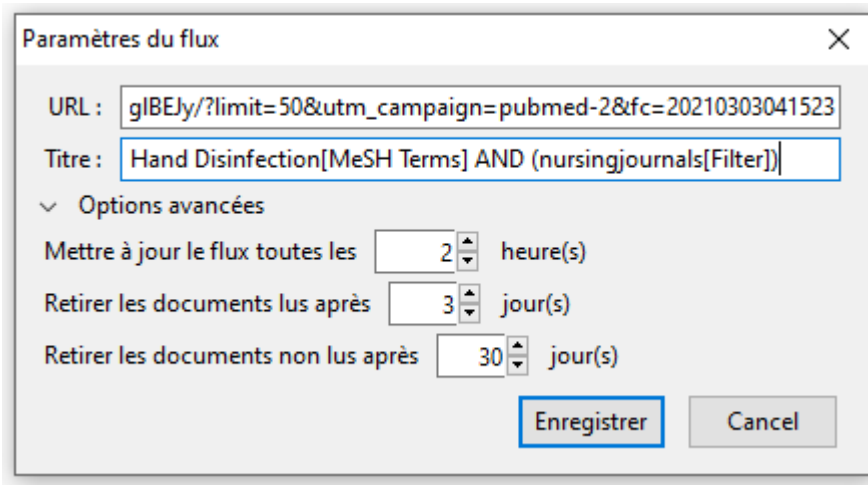 Paramètres du flux
URL : gIBEJy/?limit=50&utm_campaign=pubmed-2&fc=20210303041523
Titre : Hand Disinfection[MeSH Terms] AND (nursingjournals[Filter])
Options avancées
Mettre à jour le flux toutes les 2 heure(s)
Retirer les documents lus après 3 jour(s)
Retirer les documents non lus après 30 jour(s)
Enregistrer Cancel